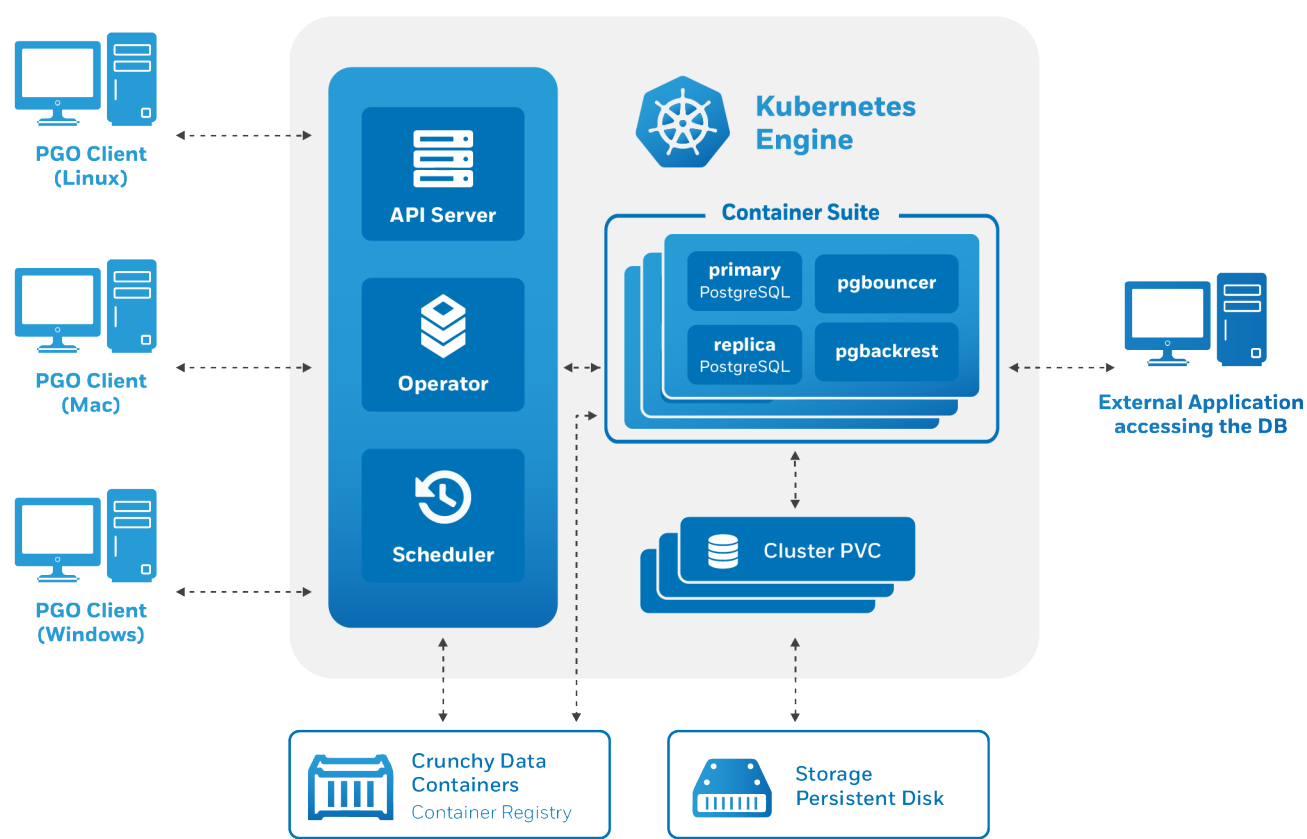 PGO Client
(Linux)
PGO Client
(Mac)
PGO Client
(Windows)
API Server
Operator
Scheduler
Kubernetes
Engine
Container Suite
primary
PostgreSQL
pgbouncer
replica
PostgreSQL
pgbackrest
Cluster PVC
External Application
accessing the DB
Crunchy Data
Containers
Container Registry
Storage
Persistent Disk